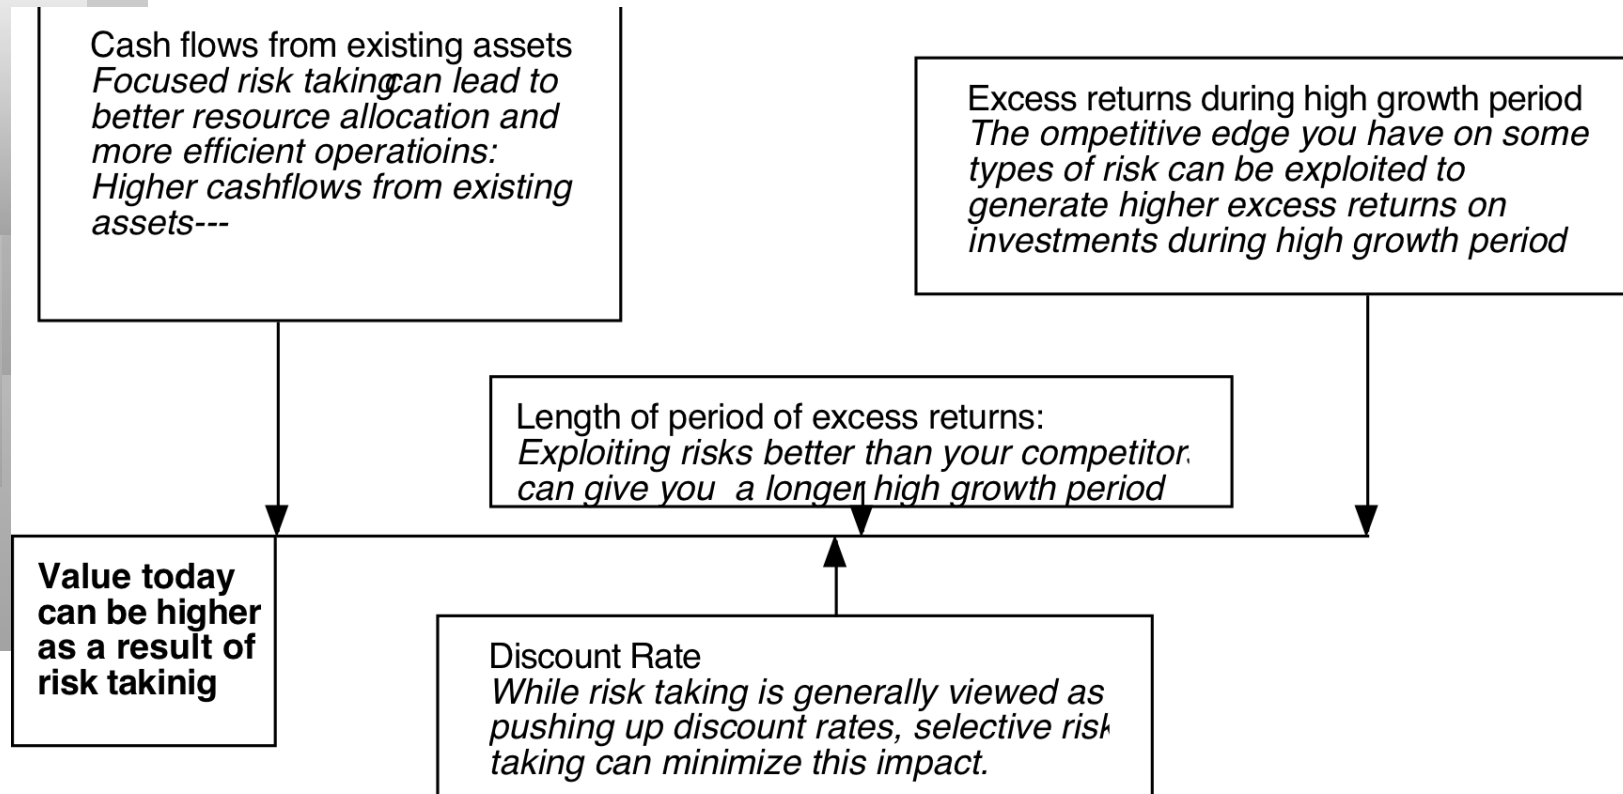 Cash flows from existing assets
Focused risk taking can lead to
better resource allocation and
more efficient operatioins:
Higher cashflows from existing
assets---
Excess returns during high growth period
The ompetitive edge you have on some
types of risk can be exploited to
generate higher excess returns on
investments during high growth period
Length of period of excess returns:
Exploiting risks better than your competitor
can give you a longer high growth period
Value today
can be higher
as a result of
risk takinig
Discount Rate
While risk taking is generally viewed as
pushing up discount rates, selective risk
taking can minimize this impact.